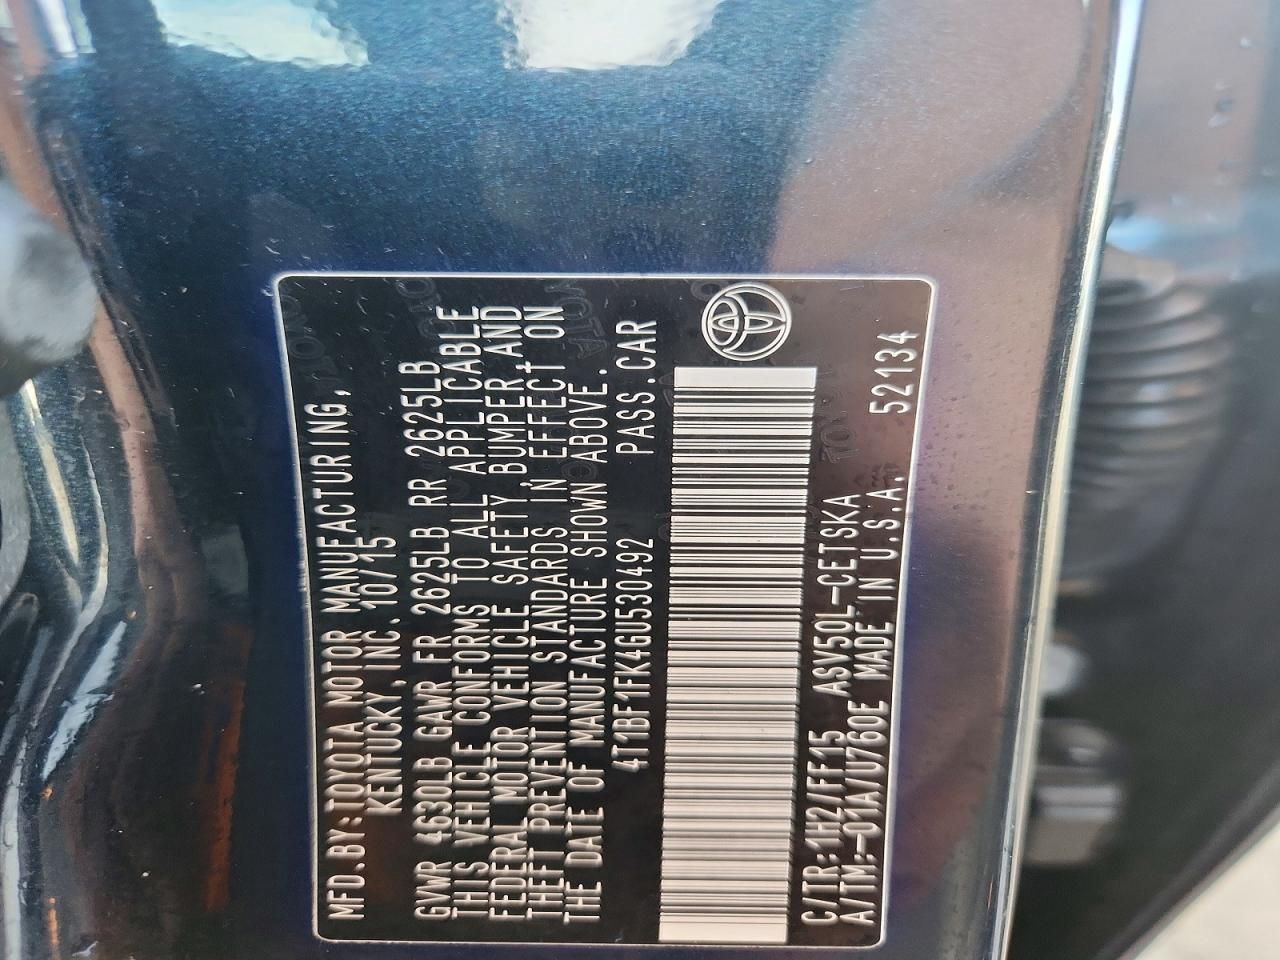 MFD.BY:TOYOTA MOTOR MANUFACTURING,
KENTUCKY, INC. 10/15
GVWR 4630LB GAWR FR 2625LB RR 2625LB
THIS VEHICLE CONFORMS TO ALL APPLICABLE
FEDERAL MOTOR VEHICLE SAFETY, BUMPER AND
THEFT PREVENTION STANDARDS IN EFFECT ON
THE DATE OF MANUFACTURE SHOWN ABOVE.
4T1BF1FK4GU530492 PASS.CAR
C/TR:1H2/FF15 ASV50L-CETSKA
A/TM:-01A/U760E MADE IN U.S.A. 52134